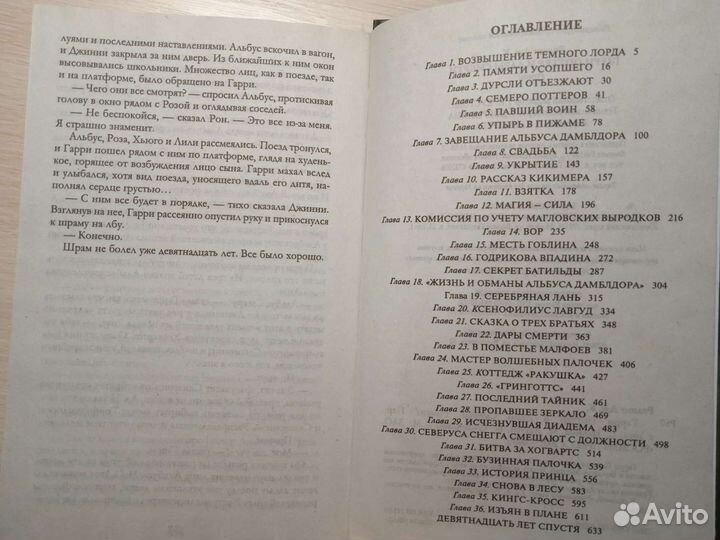 луями и последними наставлениями. Альбус вскочил в вагон,
и Джинни закрыла за ним дверь. Из ближайших к ним окон
высовывались школьники. Множество лиц, как в поезде, так
и на платформе, было обращено на Гарри.
— Чего они все смотрят? — спросил Альбус, протискивая
голову в окно рядом с Розой и оглядывая соседей.
— Не беспокойся, — сказал Рон. — Это все из-за меня.
Я страшно знаменит.
Альбус, Роза, Хьюго и Лили рассмеялись. Поезд тронулся,
и Гарри пошел рядом с ним по платформе, глядя на худень-
кое, горящее от возбуждения лицо сына. Гарри махал вслед
и улыбался, хотя вид поезда, уносящего вдаль его дитя, напол-
нял сердце грустью...
— С ним все будет в порядке, — тихо сказала Джинни.
Взглянув на нее, Гарри рассеянно опустил руку и прикоснулся
к шраму на лбу.
— Конечно.
Шрам не болел уже девятнадцать лет. Все было хорошо.
ОГЛАВЛЕНИЕ
Глава 1. ВОЗВЫШЕНИЕ ТЕМНОГО ЛОРДА 5
Глава 2. ПАМЯТИ УСОПШЕГО 16
Глава 3. ДУРСЛИ ОТЪЕЗЖАЮТ 30
Глава 4. СЕМЕРО ПОТТЕРОВ 41
Глава 5. ПАВШИЙ ВОИН 58
Глава 6. УПЫРЬ В ПИЖАМЕ 68
Глава 7. ЗАВЕЩАНИЕ АЛЬБУСА ДАМБЛДОРА 100
Глава 8. СВАДЬБА 122
Глава 9. УКРЫТИЕ 143
Глава 10. РАССКАЗ КИКИМЕРА 157
Глава 11. ВЗЯТКА 178
Глава 12. МАГИЯ — СИЛА 196
Глава 13. КОМИССИЯ ПО УЧЕТУ МАГЛОВСКИХ ВЫРОДКОВ 216
Глава 14. ВОР 235
Глава 15. МЕСТЬ ГОБЛИНА 248
Глава 16. ГОДРИКОВА ВПАДИНА 272
Глава 17. СЕКРЕТ БАТИЛЬДЫ 287
Глава 18. «ЖИЗНЬ И ОБМАНЫ АЛЬБУСА ДАМБЛДОРА» 304
Глава 19. СЕРЕБРЯНАЯ ЛАНЬ 315
Глава 20. КСЕНОФИЛИУС ЛАВГУД 334
Глава 21. СКАЗКА О ТРЕХ БРАТЬЯХ 348
Глава 22. ДАРЫ СМЕРТИ 363
Глава 23. В ПОМЕСТЬЕ МАЛФОЕВ 381
Глава 24. МАСТЕР ВОЛШЕБНЫХ ПАЛОЧЕК 406
Глава 25. КОТТЕДЖ «РАКУШКА» 427
Глава 26. «ГРИНГОТТС» 441
Глава 27. ПОСЛЕДНИЙ ТАЙНИК 461
Глава 28. ПРОПАВШЕЕ ЗЕРКАЛО 469
Глава 29. ИСЧЕЗНУВШАЯ ДИАДЕМА 483
Глава 30. СЕВЕРУСА СНЕГГА СМЕЩАЮТ С ДОЛЖНОСТИ 498
Глава 31. БИТВА ЗА ХОГВАРТС 514
Глава 32. БУЗИННАЯ ПАЛОЧКА 539
Глава 33. ИСТОРИЯ ПРИНЦА 556
Глава 34. СНОВА В ЛЕСУ 583
Глава 35. КИНГС-КРОСС 595
Глава 36. ИЗЪЯН В ПЛАНЕ 611
ДЕВЯТНАДЦАТЬ ЛЕТ СПУСТЯ 633
Avito